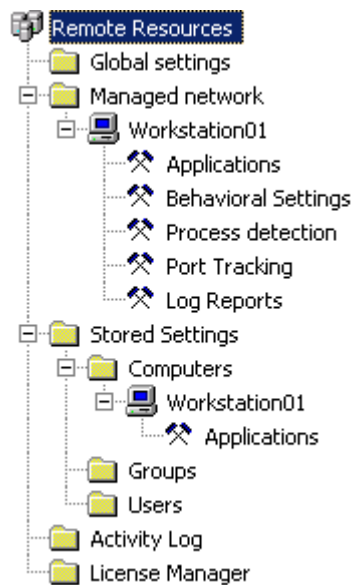 Remote Resources
Global settings
Managed network
Workstation01
Applications
Behavioral Settings
Process detection
Port Tracking
Log Reports
Stored Settings
Computers
Workstation01
Applications
Groups
Users
Activity Log
License Manager